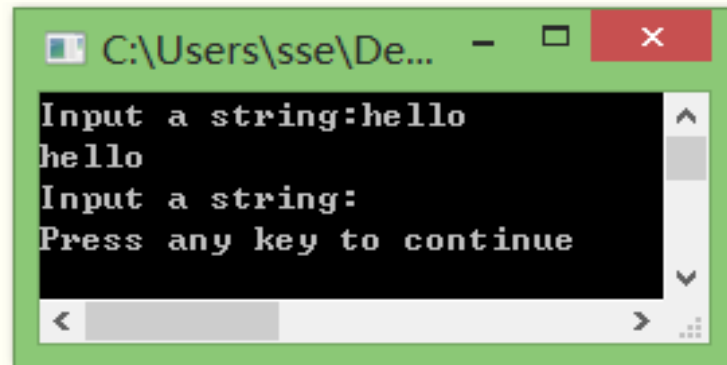 C:\Users\sse\De...
Input a string:hello
hello
Input a string:
Press any key to continue